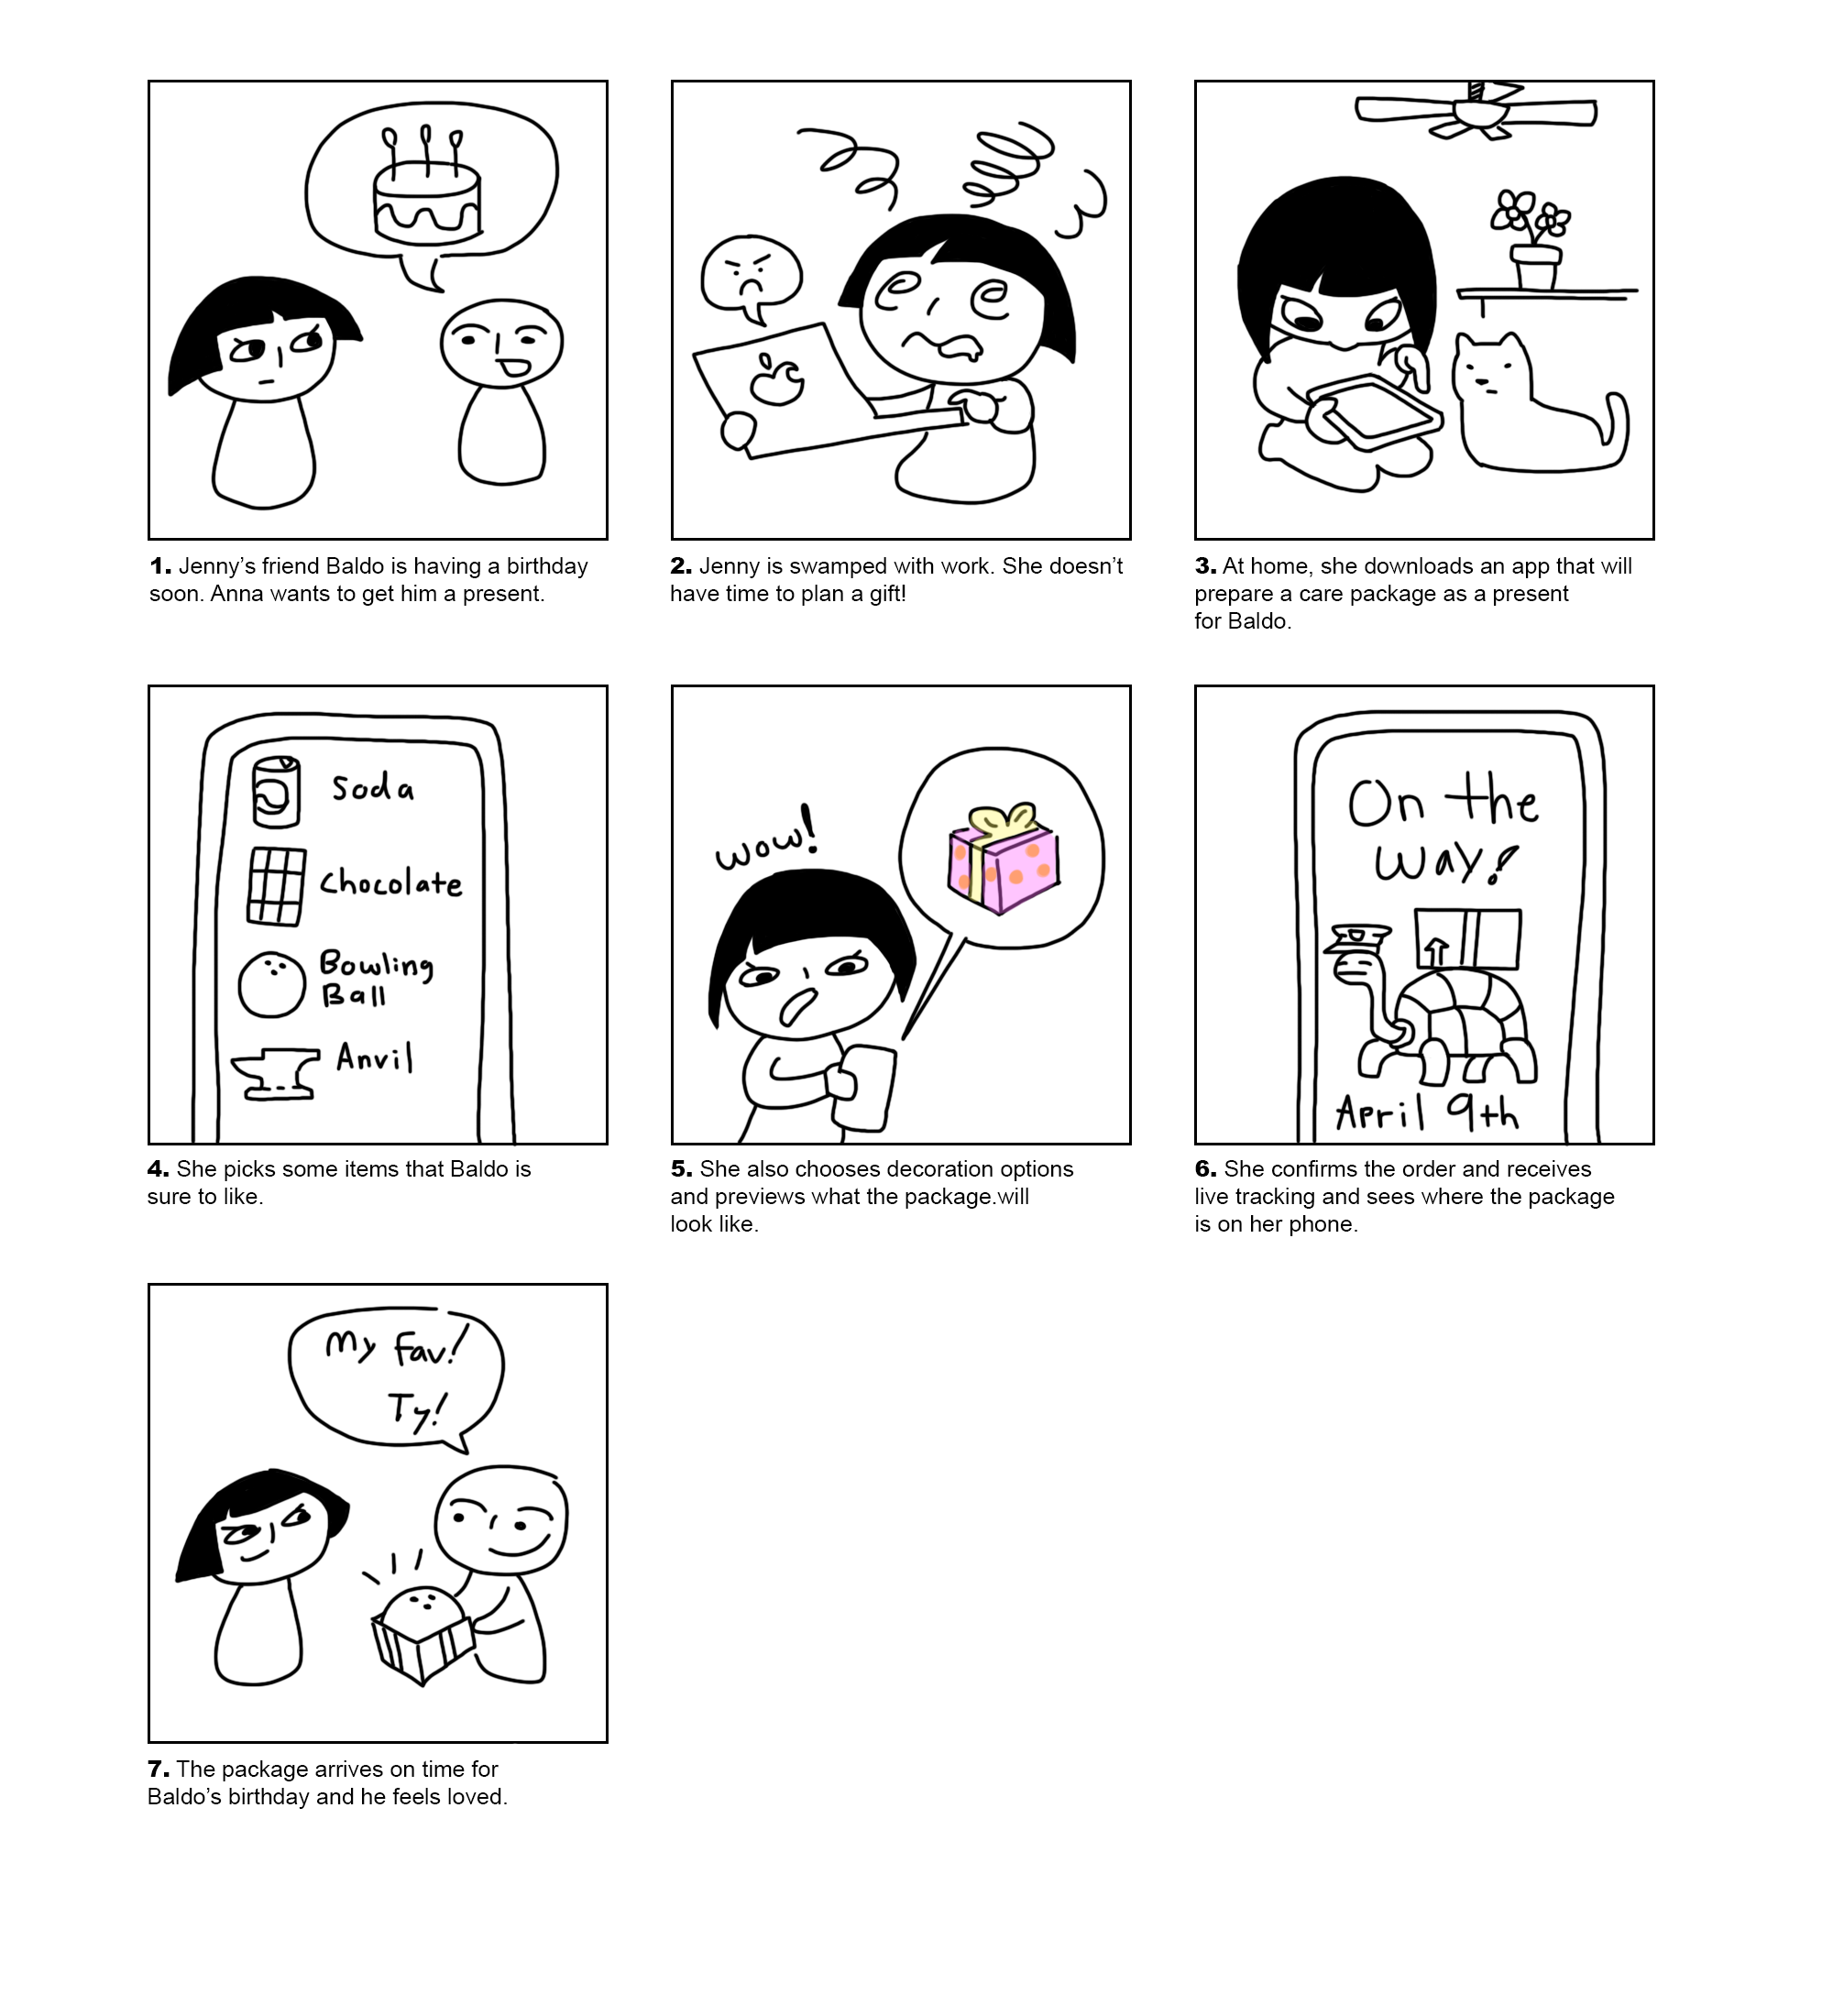 1. Jenny’s friend Baldo is having a birthday
soon. Anna wants to get him a present.
2. Jenny is swamped with work. She doesn’t
have time to plan a gift!
3. At home, she downloads an app that will
prepare a care package as a present
for Baldo.
Soda
Chocolate
Bowling
Ball
Anvil
4. She picks some items that Baldo is
sure to like.
wow!
5. She also chooses decoration options
and previews what the package.will
look like.
On the
way!
April 9th
6. She confirms the order and receives
live tracking and sees where the package
is on her phone.
My Fav!
Ty!
7. The package arrives on time for
Baldo’s birthday and he feels loved.